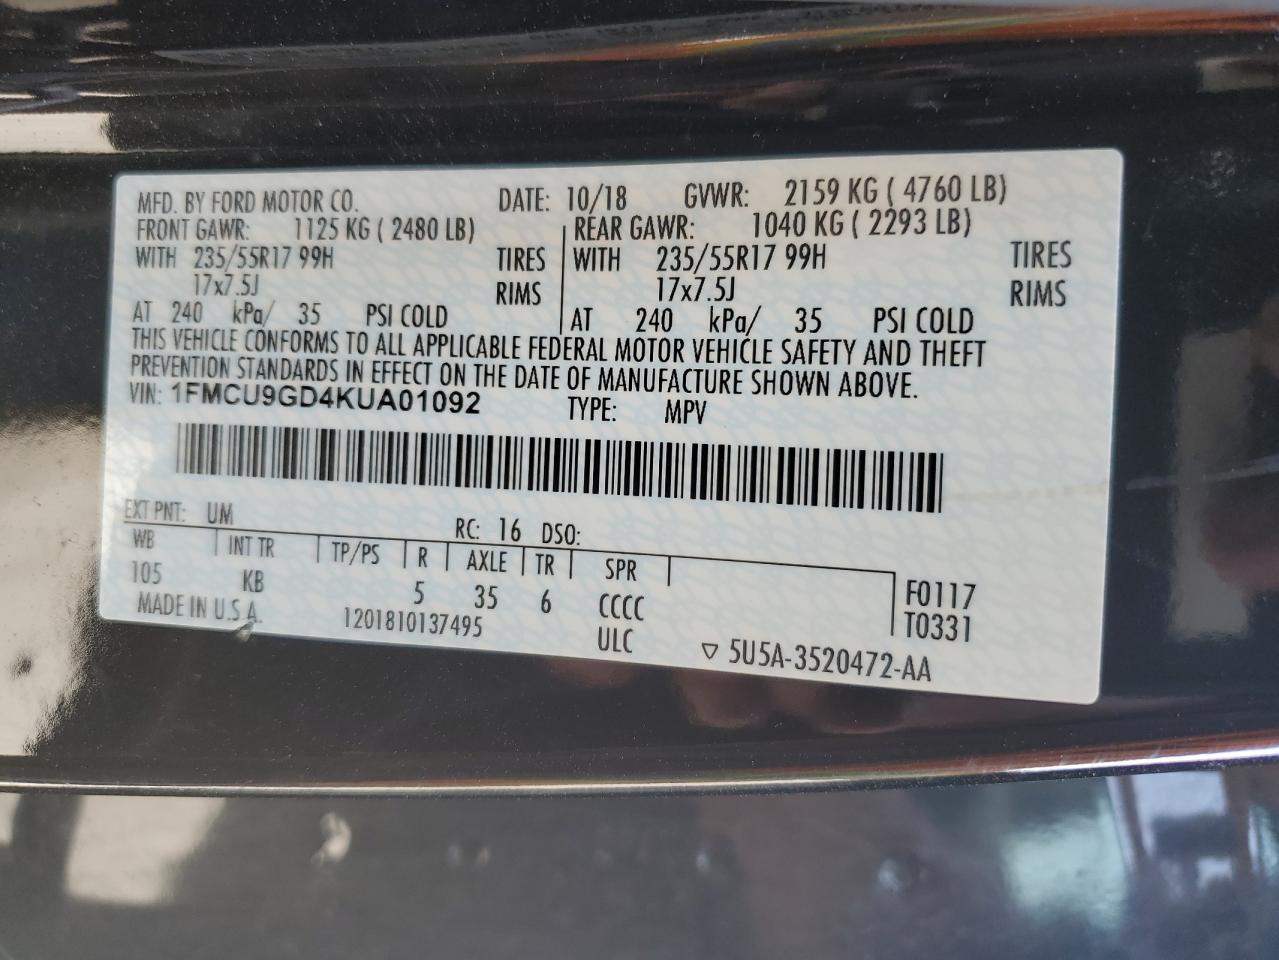 MFD. BY FORD MOTOR CO. DATE: 10/18 GVWR: 2159 KG ( 4760 LB)
FRONT GAWR: 1125 KG ( 2480 LB) REAR GAWR: 1040 KG ( 2293 LB)
WITH 235/55R17 99H TIRES WITH 235/55R17 99H TIRES
17x7.5J RIMS 17x7.5J RIMS
AT 240 kPa/ 35 PSI COLD AT 240 kPa/ 35 PSI COLD
THIS VEHICLE CONFORMS TO ALL APPLICABLE FEDERAL MOTOR VEHICLE SAFETY AND THEFT
PREVENTION STANDARDS IN EFFECT ON THE DATE OF MANUFACTURE SHOWN ABOVE.
VIN: 1FMCU9GD4KUA01092 TYPE: MPV
EXT PNT: UM RC: 16 DSO:
WB INT TR TP/PS R AXLE TR SPR
105 KB 5 35 6 CCCC F0117
MADE IN U.S.A. 1201810137495 ULC T0331
▽ 5U5A-3520472-AA